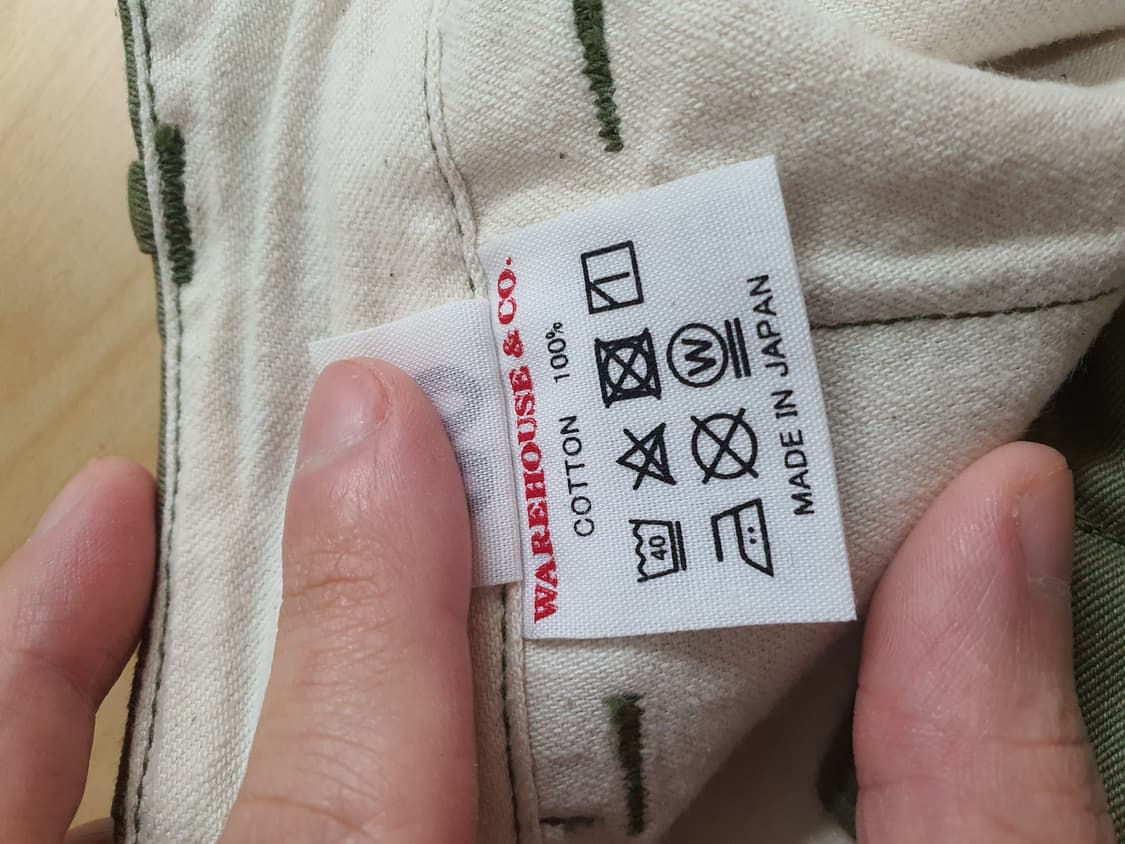 WAREHOUSE & CO.
COTTON 100%
40
W
MADE IN JAPAN